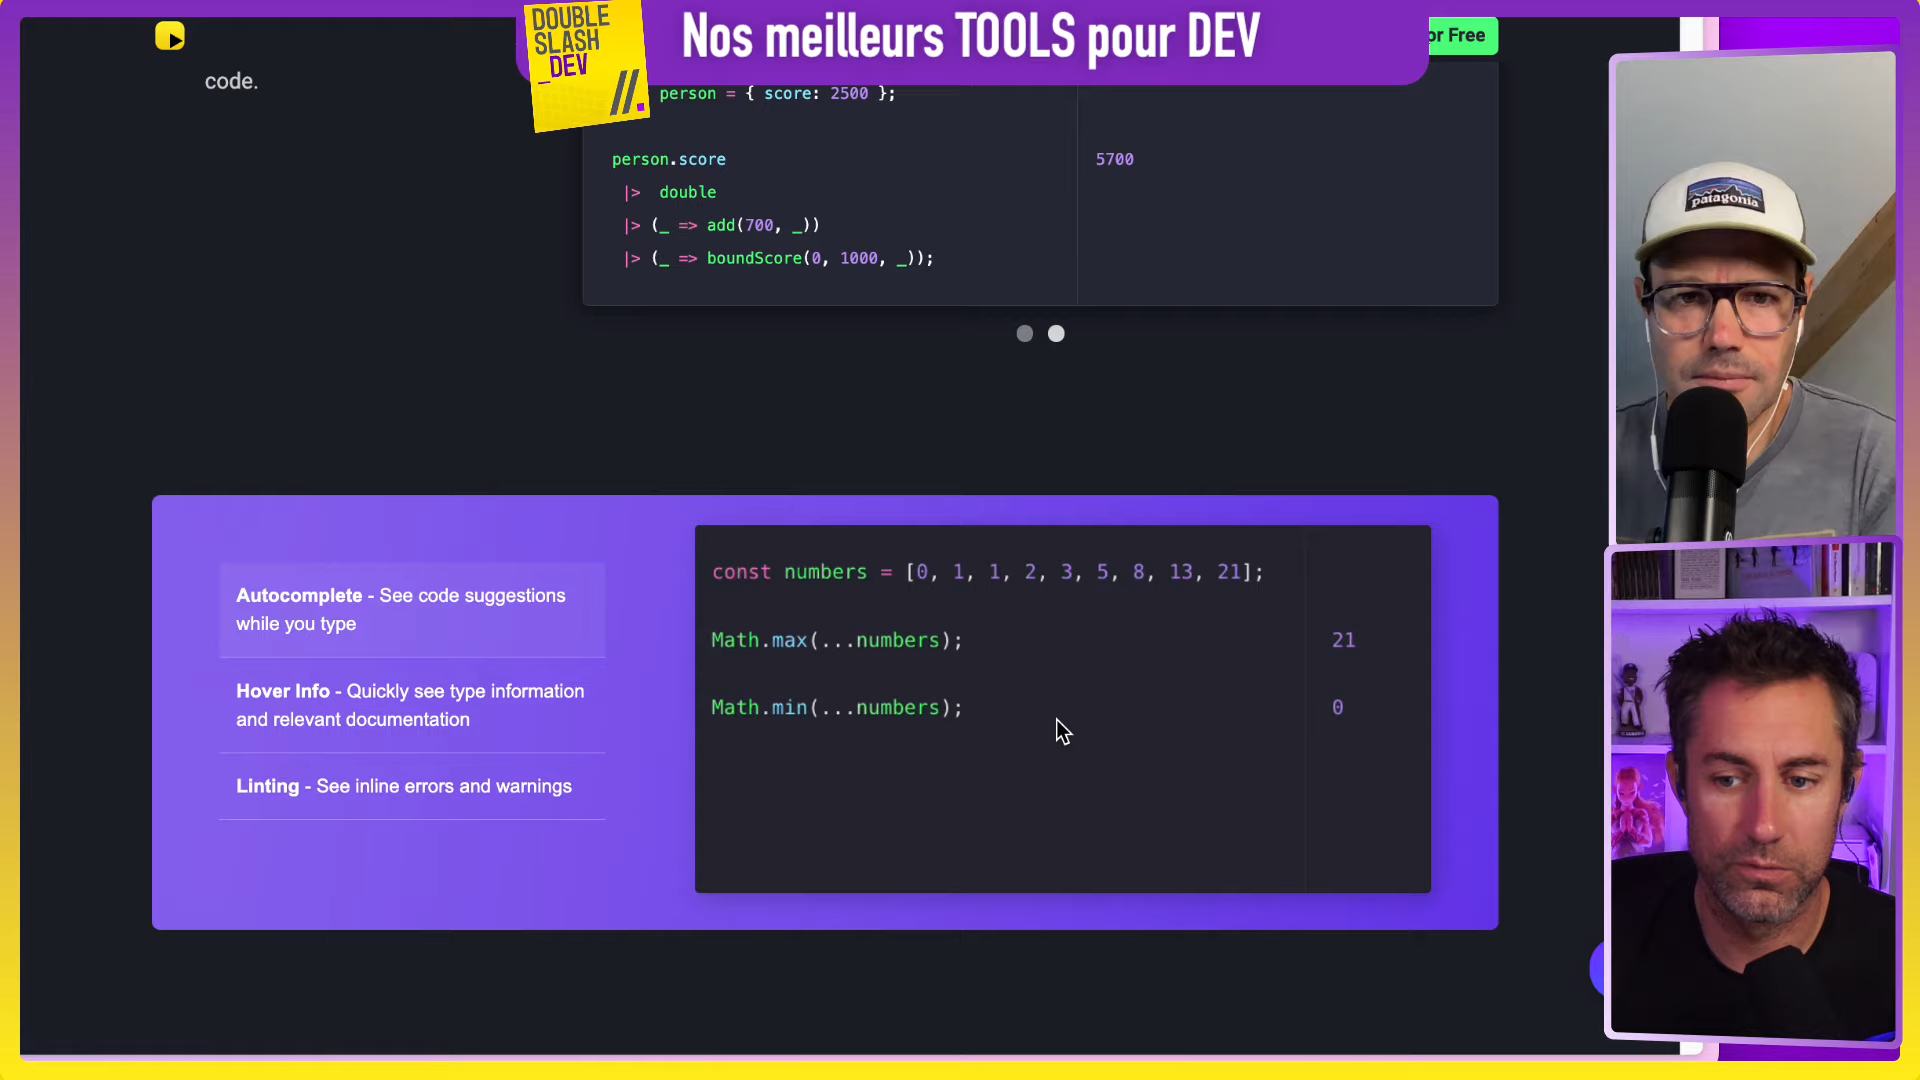 DOUBLE
SLASH
_DEV
//.
Nos meilleurs TOOLS pour DEV
or Free
code.
person = { score: 2500 };
person.score
5700
|> double
|> (_ => add(700, _))
|> (_ => boundScore(0, 1000, _));
patagonia
Autocomplete - See code suggestions
while you type
Hover Info - Quickly see type information
and relevant documentation
Linting - See inline errors and warnings
const numbers = [0, 1, 1, 2, 3, 5, 8, 13, 21];
Math.max(...numbers);
21
Math.min(...numbers);
0